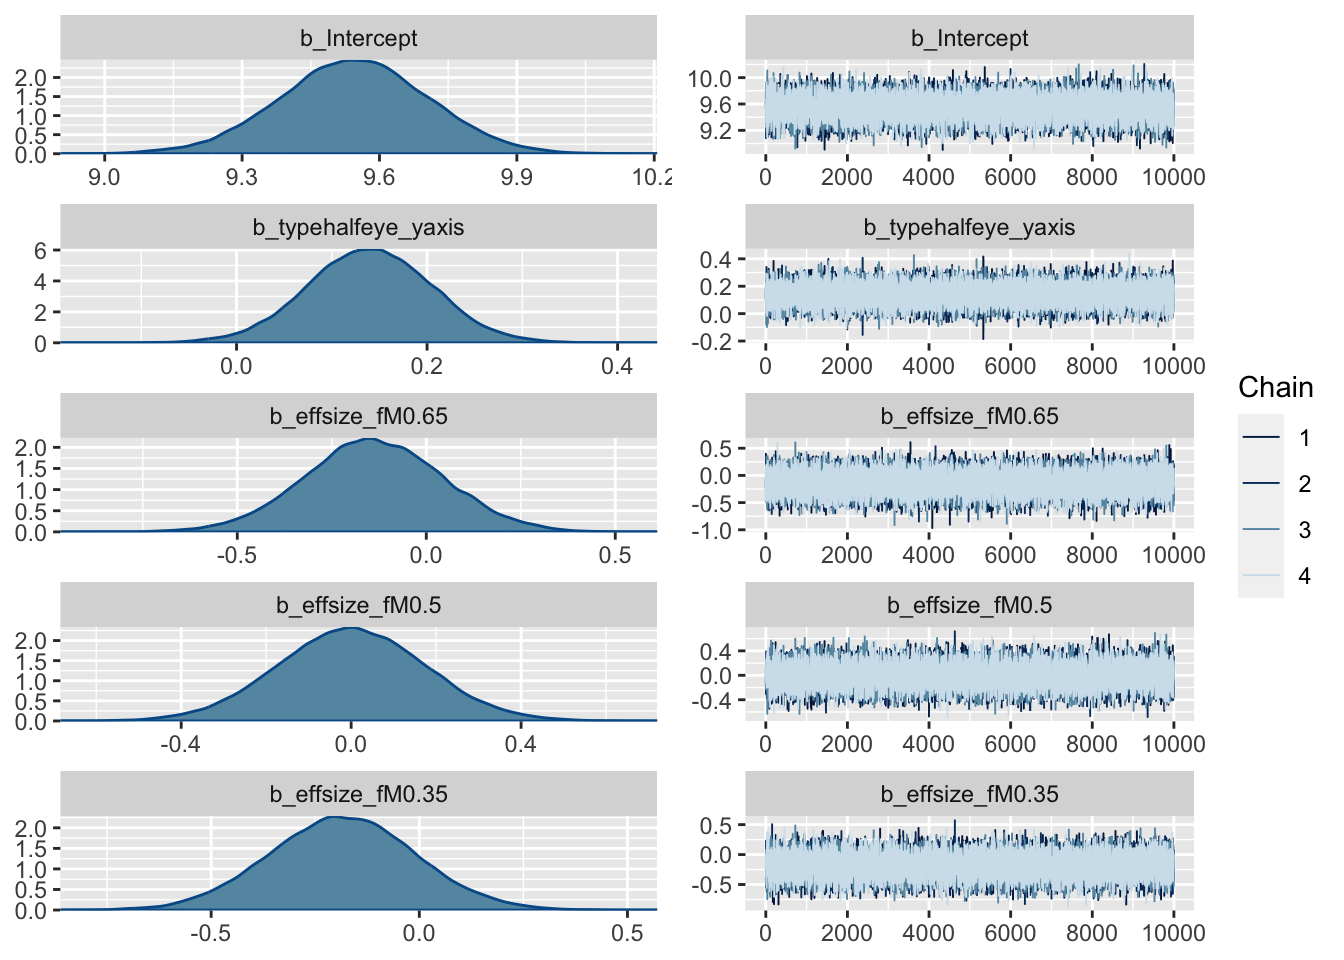 b_Intercept
2.0
1.5
1.0
0.5
0.0
9.0 9.3 9.6 9.9 10.2
b_Intercept
10.0
9.6
9.2
0 2000 4000 6000 8000 10000
b_typehalfeye_yaxis
6
4
2
0
0.0 0.2 0.4
b_typehalfeye_yaxis
0.4
0.2
0.0
-0.2
0 2000 4000 6000 8000 10000
b_effsize_fM0.65
2.0
1.5
1.0
0.5
0.0
-0.5 0.0 0.5
b_effsize_fM0.65
0.5
0.0
-0.5
-1.0
0 2000 4000 6000 8000 10000
b_effsize_fM0.5
2.0
1.5
1.0
0.5
0.0
-0.4 0.0 0.4
b_effsize_fM0.5
0.4
0.0
-0.4
0 2000 4000 6000 8000 10000
b_effsize_fM0.35
2.0
1.5
1.0
0.5
0.0
-0.5 0.0 0.5
b_effsize_fM0.35
0.5
0.0
-0.5
0 2000 4000 6000 8000 10000
Chain
1
2
3
4